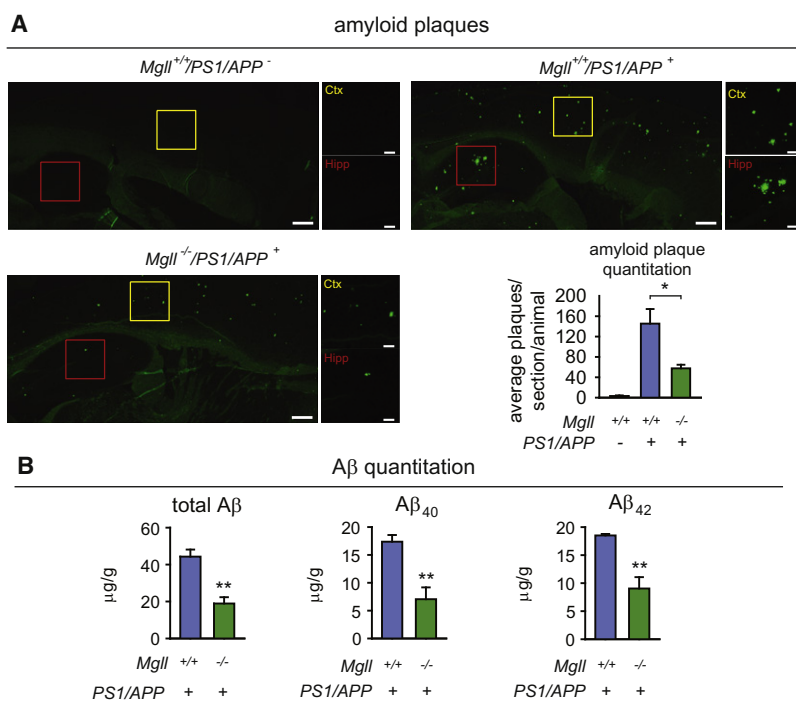 A
amyloid plaques
Mgll+/+/PS1/APP -
Ctx
Hipp
Mgll+/+/PS1/APP +
Ctx
Hipp
Mgll -/-/PS1/APP +
Ctx
Hipp
amyloid plaque
quantitation
average plaques/
section/animal
200
160
120
80
40
0
*
Mgll +/+ +/+ -/-
PS1/APP - + +
B
Aβ quantitation
total Aβ
μg/g
60
40
20
0
**
Mgll +/+ -/-
PS1/APP + +
Aβ40
μg/g
20
15
10
5
0
**
Mgll +/+ -/-
PS1/APP + +
Aβ42
μg/g
20
15
10
5
0
**
Mgll +/+ -/-
PS1/APP + +